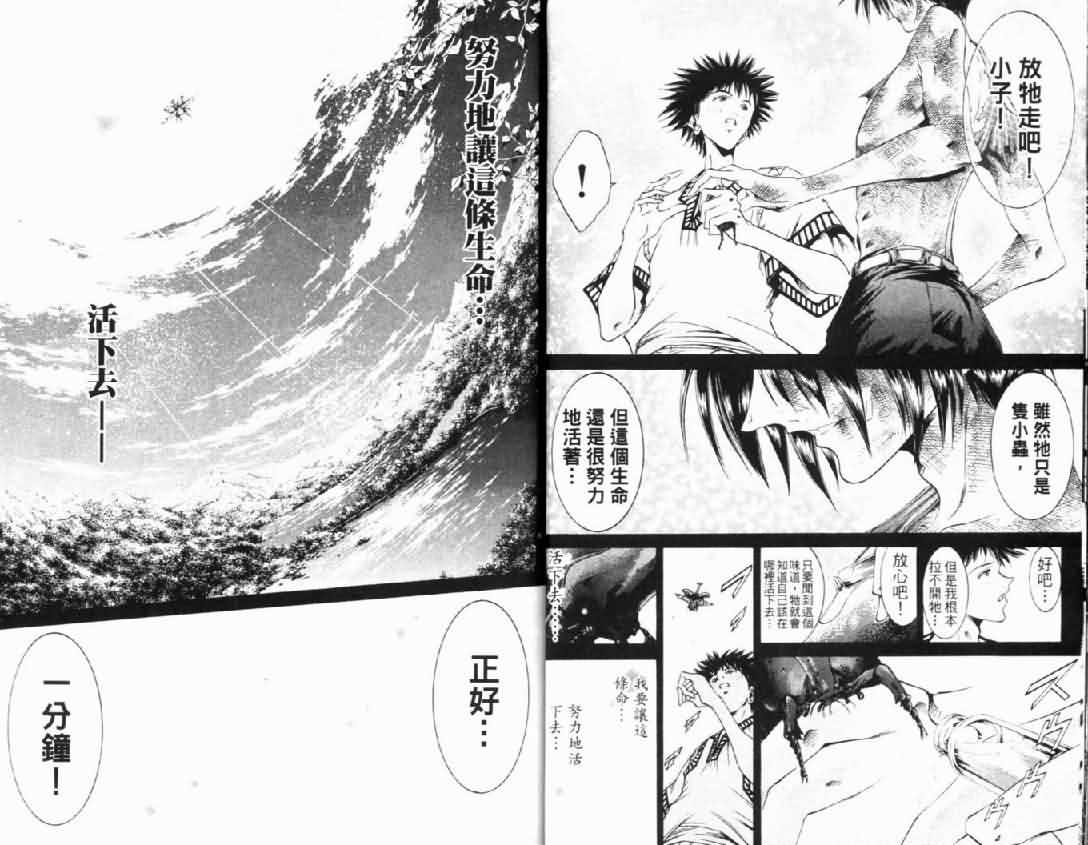 放牠走吧！
小子！
！
雖然牠只是
隻小蟲，
但這個生命
還是很努力
地活著…
好吧…
但是我根本
拉不開牠…
放心吧！
只要聞到這個
味道，牠就會
知道自己該在
哪裡活下去…
活下去……
我要讓這
條命…
努力地活
下去…
努力地讓這條生命…
活下去——
正好…
一分鐘！